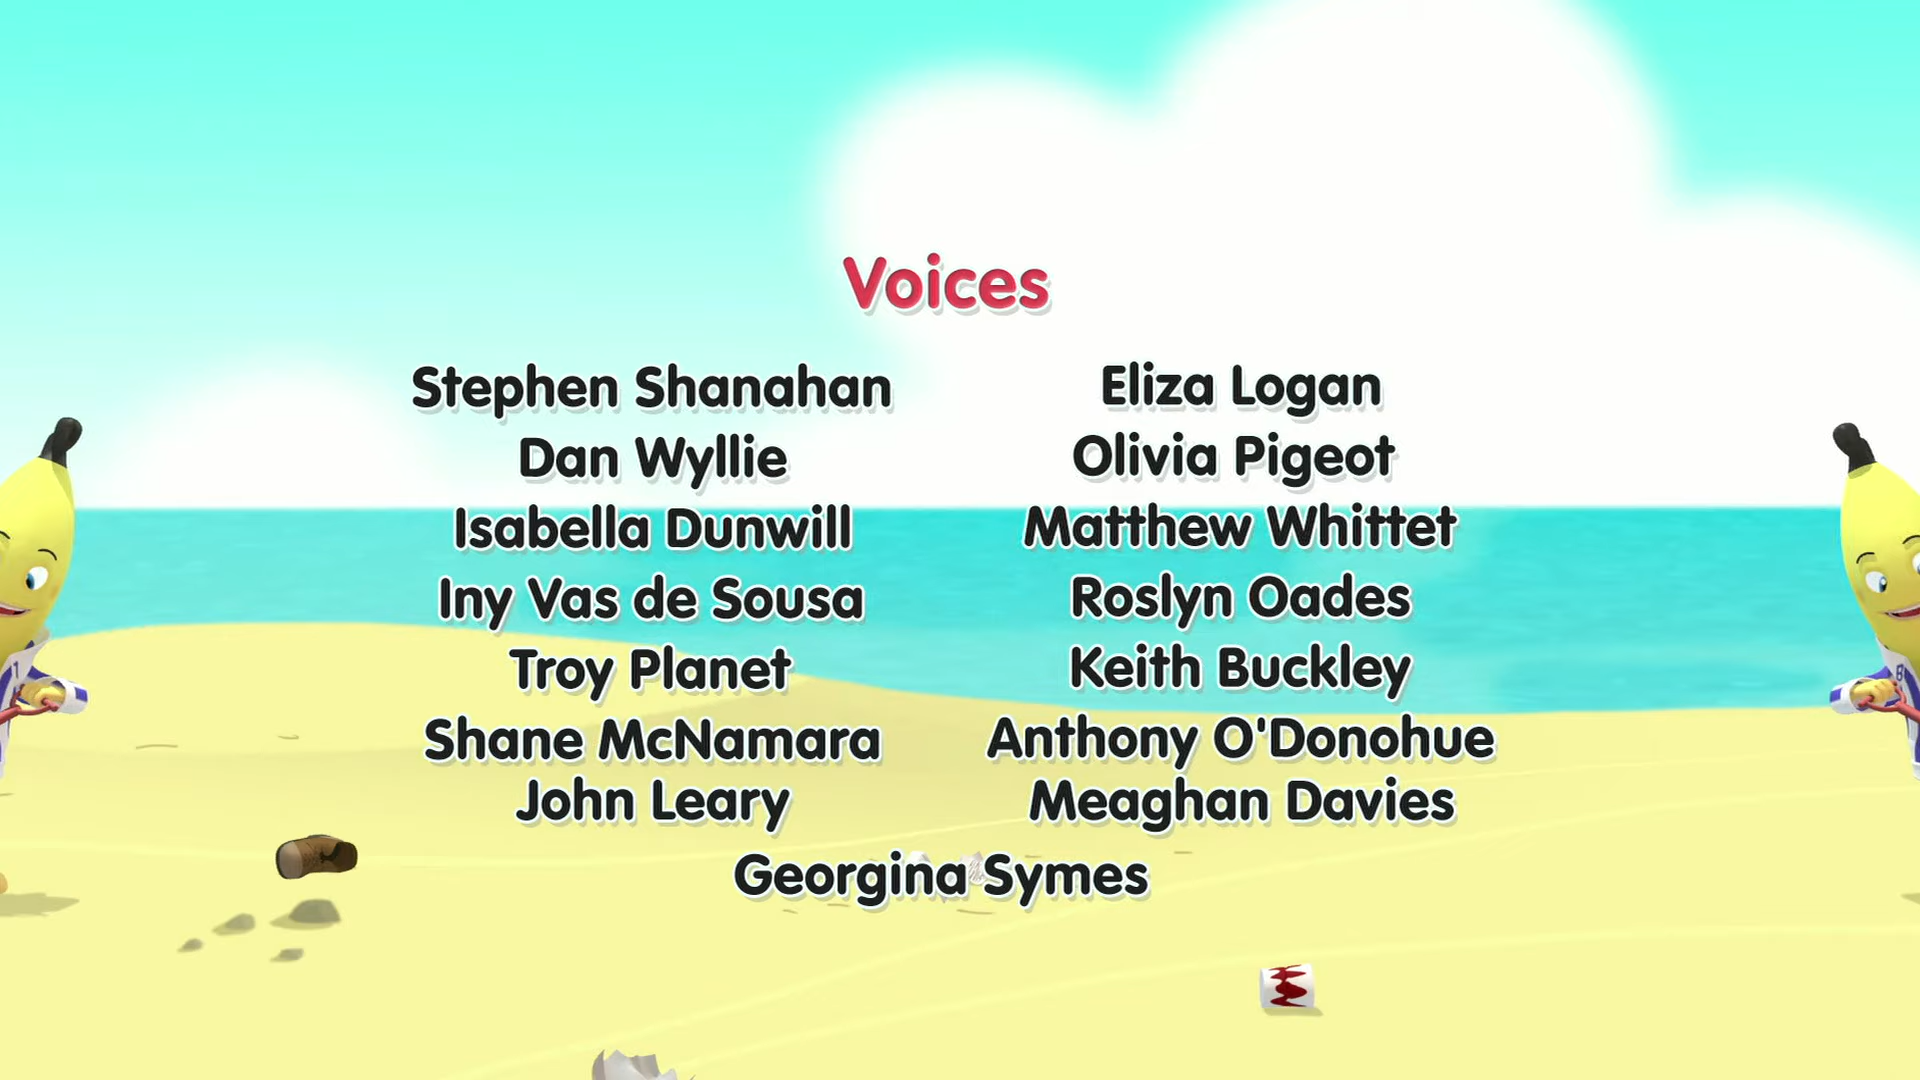 Voices
Stephen Shanahan
Eliza Logan
Dan Wyllie
Olivia Pigeot
Isabella Dunwill
Matthew Whittet
Iny Vas de Sousa
Roslyn Oades
Troy Planet
Keith Buckley
Shane McNamara
Anthony O'Donohue
John Leary
Meaghan Davies
Georgina Symes